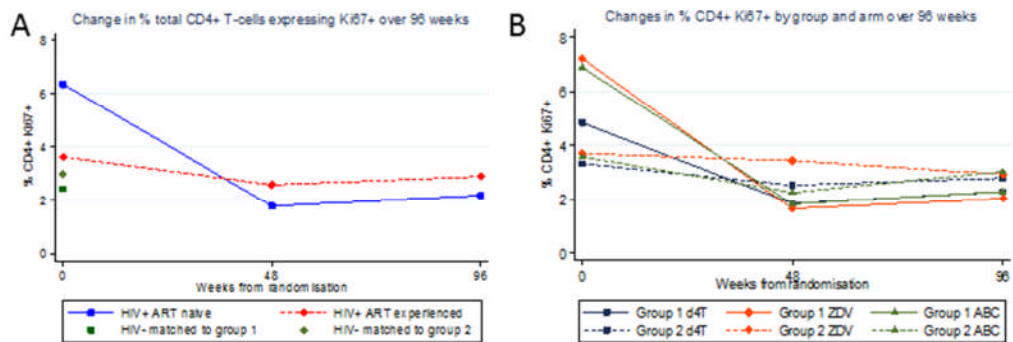 A
Change in % total CD4+ T-cells expressing Ki67+ over 96 weeks
8
6
4
2
0
% CD4+ Ki67+
0 48 96
Weeks from randomisation
HIV+ ART naive HIV+ ART experienced
HIV- matched to group 1 HIV- matched to group 2
B
Changes in % CD4+ Ki67+ by group and arm over 96 weeks
8
6
4
2
0
% CD4+ Ki67+
0 48 96
Weeks from randomisation
Group 1 d4T Group 1 ZDV Group 1 ABC
Group 2 d4T Group 2 ZDV Group 2 ABC